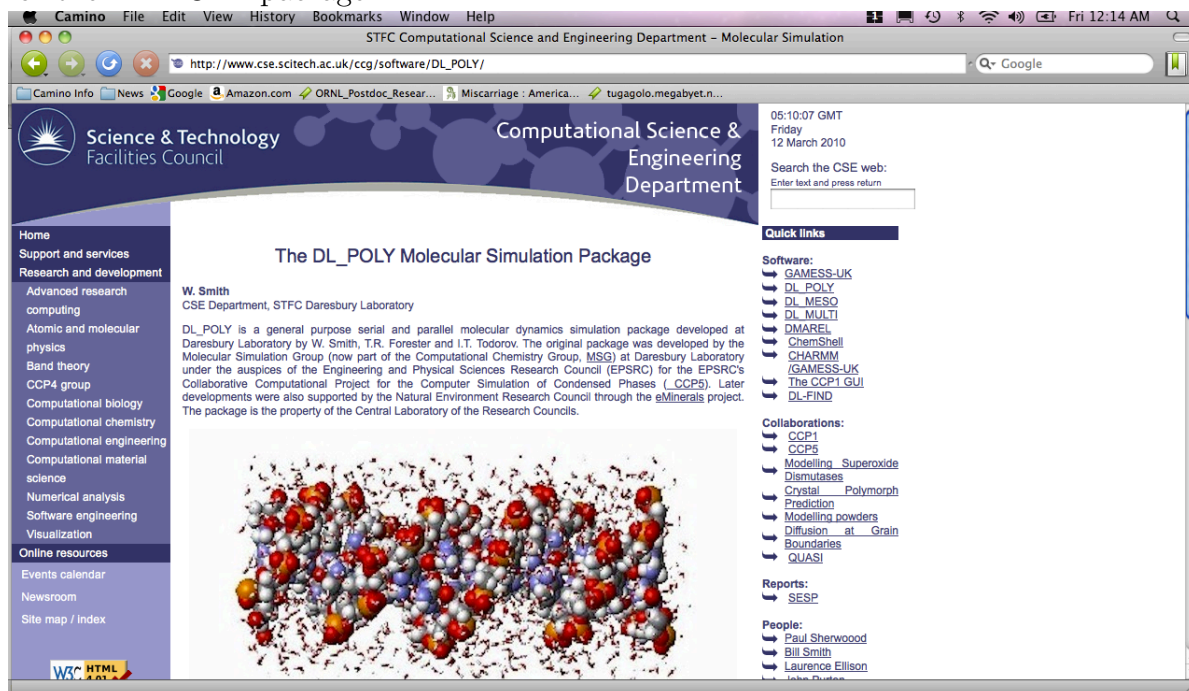 Camino File Edit View History Bookmarks Window Help Fri 12:14 AM
STFC Computational Science and Engineering Department – Molecular Simulation
http://www.cse.scitech.ac.uk/ccg/software/DL_POLY/
Google
Camino Info News Google Amazon.com ORNL_Postdoc_Resear... Miscarriage : America... tugagolo.megabyet.n...
Science & Technology
Facilities Council
Computational Science &
Engineering
Department
05:10:07 GMT
Friday
12 March 2010
Search the CSE web:
Enter text and press return
Home
Support and services
Research and development
Advanced research
computing
Atomic and molecular
physics
Band theory
CCP4 group
Computational biology
Computational chemistry
Computational engineering
Computational material
science
Numerical analysis
Software engineering
Visualization
Online resources
Events calendar
Newsroom
Site map / index
W3C HTML
The DL_POLY Molecular Simulation Package
W. Smith
CSE Department, STFC Daresbury Laboratory
DL_POLY is a general purpose serial and parallel molecular dynamics simulation package developed at
Daresbury Laboratory by W. Smith, T.R. Forester and I.T. Todorov. The original package was developed by the
Molecular Simulation Group (now part of the Computational Chemistry Group, MSG) at Daresbury Laboratory
under the auspices of the Engineering and Physical Sciences Research Council (EPSRC) for the EPSRC's
Collaborative Computational Project for the Computer Simulation of Condensed Phases ( CCP5). Later
developments were also supported by the Natural Environment Research Council through the eMinerals project.
The package is the property of the Central Laboratory of the Research Councils.
Quick links
Software:
GAMESS-UK
DL_POLY
DL_MESO
DL_MULTI
DMAREL
ChemShell
CHARMM
/GAMESS-UK
The CCP1 GUI
DL-FIND
Collaborations:
CCP1
CCP5
Modelling Superoxide
Dismutases
Crystal Polymorph
Prediction
Modelling powders
Diffusion at Grain
Boundaries
QUASI
Reports:
SESP
People:
Paul Sherwoood
Bill Smith
Laurence Ellison